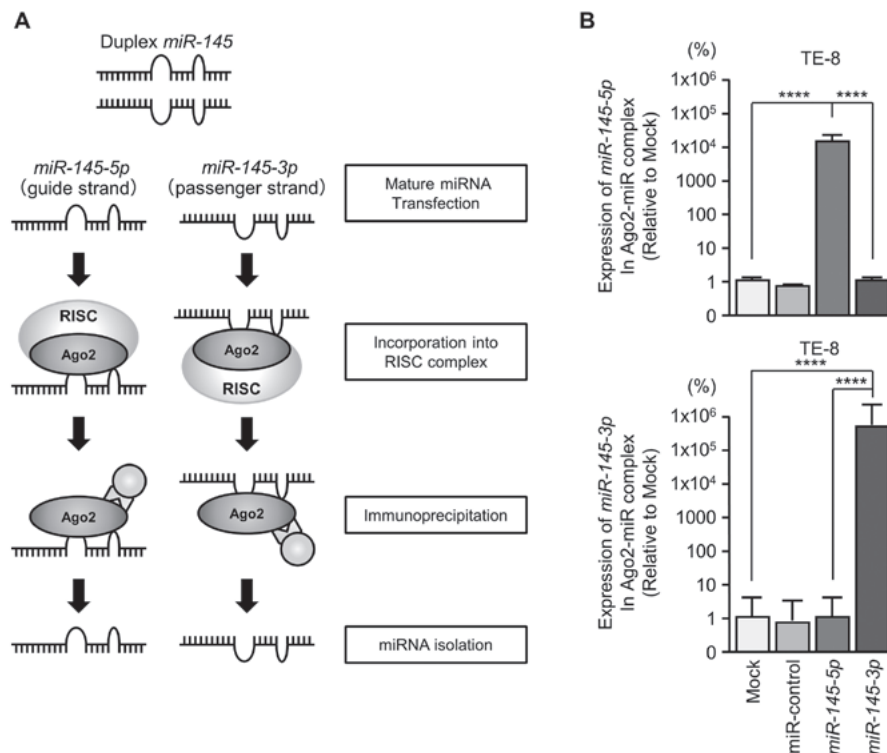 A
Duplex miR-145
miR-145-5p
(guide strand)
miR-145-3p
(passenger strand)
Mature miRNA
Transfection
RISC
Ago2
Ago2
RISC
Incorporation into
RISC complex
Ago2
Ago2
Immunoprecipitation
miRNA isolation
B
(%)
TE-8
Expression of miR-145-5p
In Ago2-miR complex
(Relative to Mock)
1x10⁶
1x10⁵
1x10⁴
1000
100
10
1
0
**** ****
TE-8
(%)
Expression of miR-145-3p
In Ago2-miR complex
(Relative to Mock)
1x10⁶
1x10⁵
1x10⁴
1000
100
10
1
0
****
****
Mock
miR-control
miR-145-5p
miR-145-3p